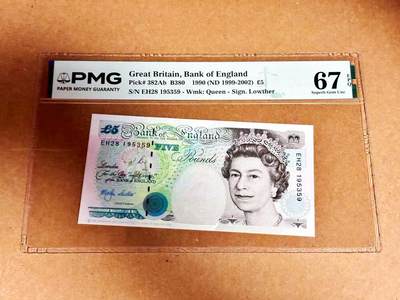 PMG
PAPER MONEY GUARANTY
Great Britain, Bank of England
Pick# 382Ab B380 1990 (ND 1999-2002) £5
S/N EH28 195359 - Wmk: Queen - Sign. Lowther
67 EPQ
Superb Gem Unc
£5
Bank of England
EH28 195359
FIVE
Pounds
EH28 195359